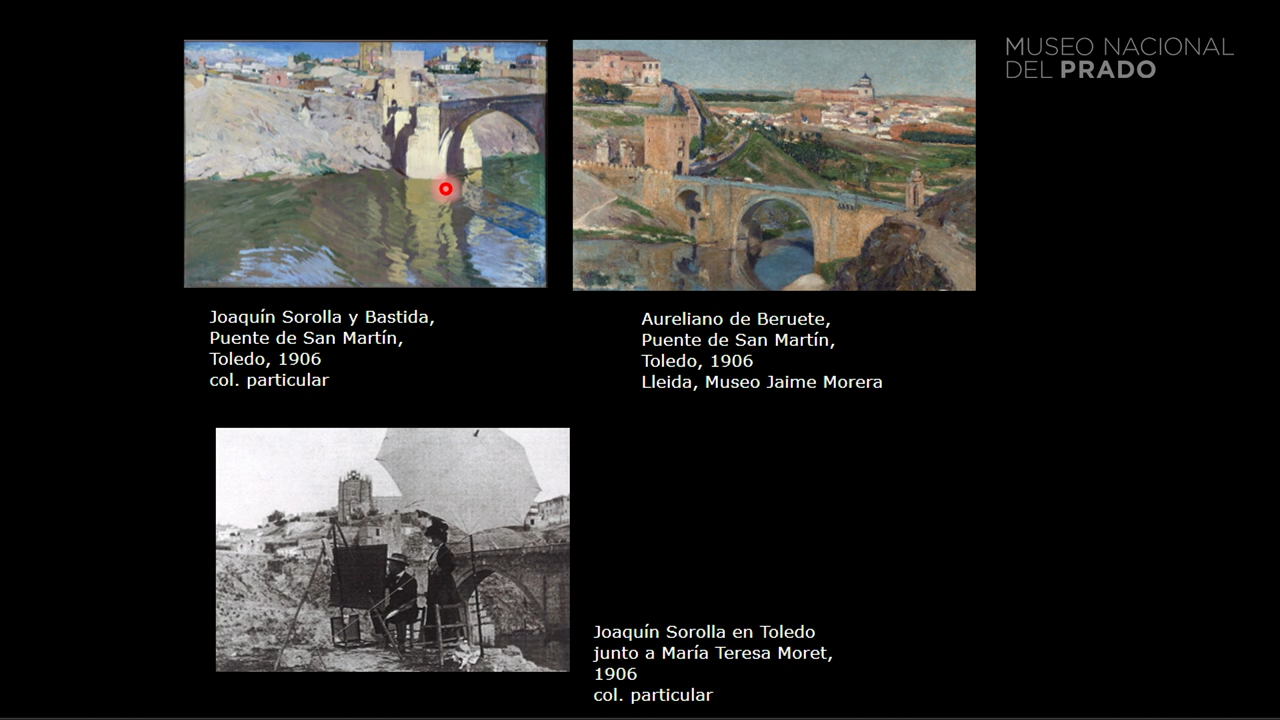 MUSEO NACIONAL
DEL PRADO
Joaquín Sorolla y Bastida,
Puente de San Martín,
Toledo, 1906
col. particular
Aureliano de Beruete,
Puente de San Martín,
Toledo, 1906
Lleida, Museo Jaime Morera
Joaquín Sorolla en Toledo
junto a María Teresa Moret,
1906
col. particular